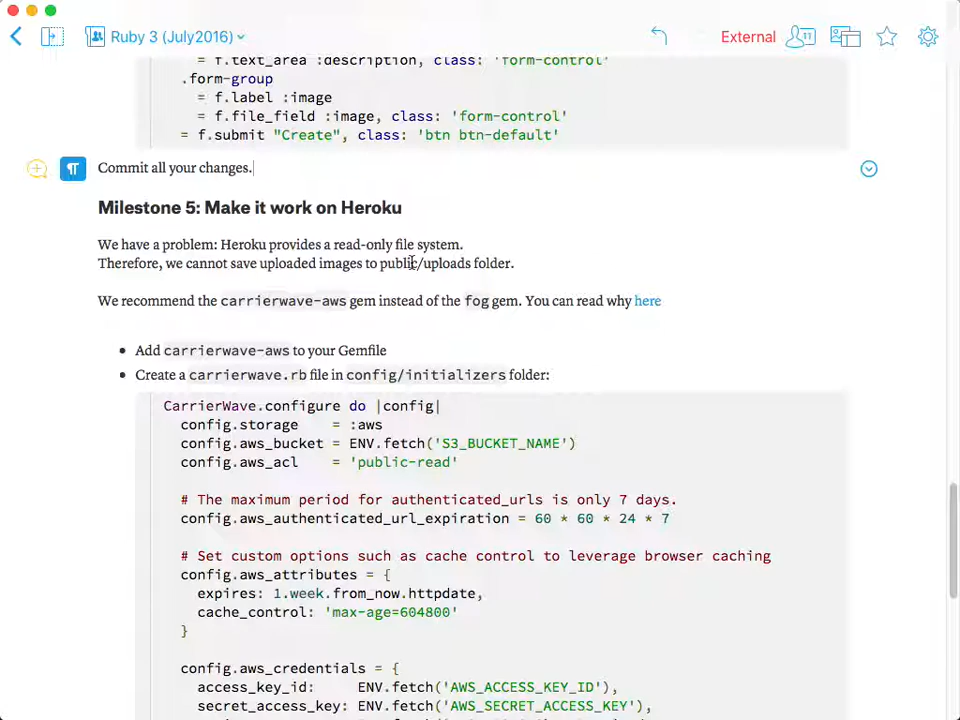 Ruby 3 (July2016)
External
11
= f.text_area :description, class: 'form-control'
.form-group
= f.label :image
= f.file_field :image, class: 'form-control'
= f.submit "Create", class: 'btn btn-default'
Commit all your changes.
Milestone 5: Make it work on Heroku
We have a problem: Heroku provides a read-only file system.
Therefore, we cannot save uploaded images to public/uploads folder.
We recommend the carrierwave-aws gem instead of the fog gem. You can read why here
• Add carrierwave-aws to your Gemfile
• Create a carrierwave.rb file in config/initializers folder:
CarrierWave.configure do |config|
config.storage = :aws
config.aws_bucket = ENV.fetch('S3_BUCKET_NAME')
config.aws_acl = 'public-read'
# The maximum period for authenticated_urls is only 7 days.
config.aws_authenticated_url_expiration = 60 * 60 * 24 * 7
# Set custom options such as cache control to leverage browser caching
config.aws_attributes = {
expires: 1.week.from_now.httpdate,
cache_control: 'max-age=604800'
}
config.aws_credentials = {
access_key_id: ENV.fetch('AWS_ACCESS_KEY_ID'),
secret_access_key: ENV.fetch('AWS_SECRET_ACCESS_KEY'),